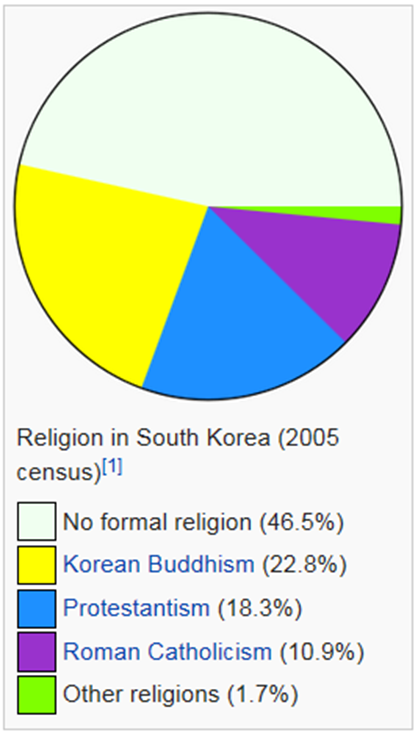 Religion in South Korea (2005
census)[1]
No formal religion (46.5%)
Korean Buddhism (22.8%)
Protestantism (18.3%)
Roman Catholicism (10.9%)
Other religions (1.7%)